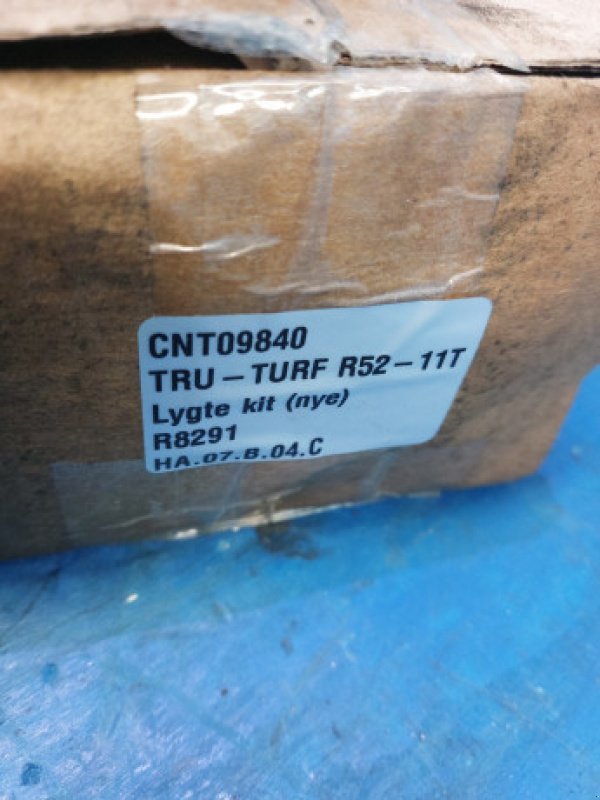 CNT09840
TRU-TURF R52-11T
Lygte kit (nye)
R8291
HA.07.B.04.C